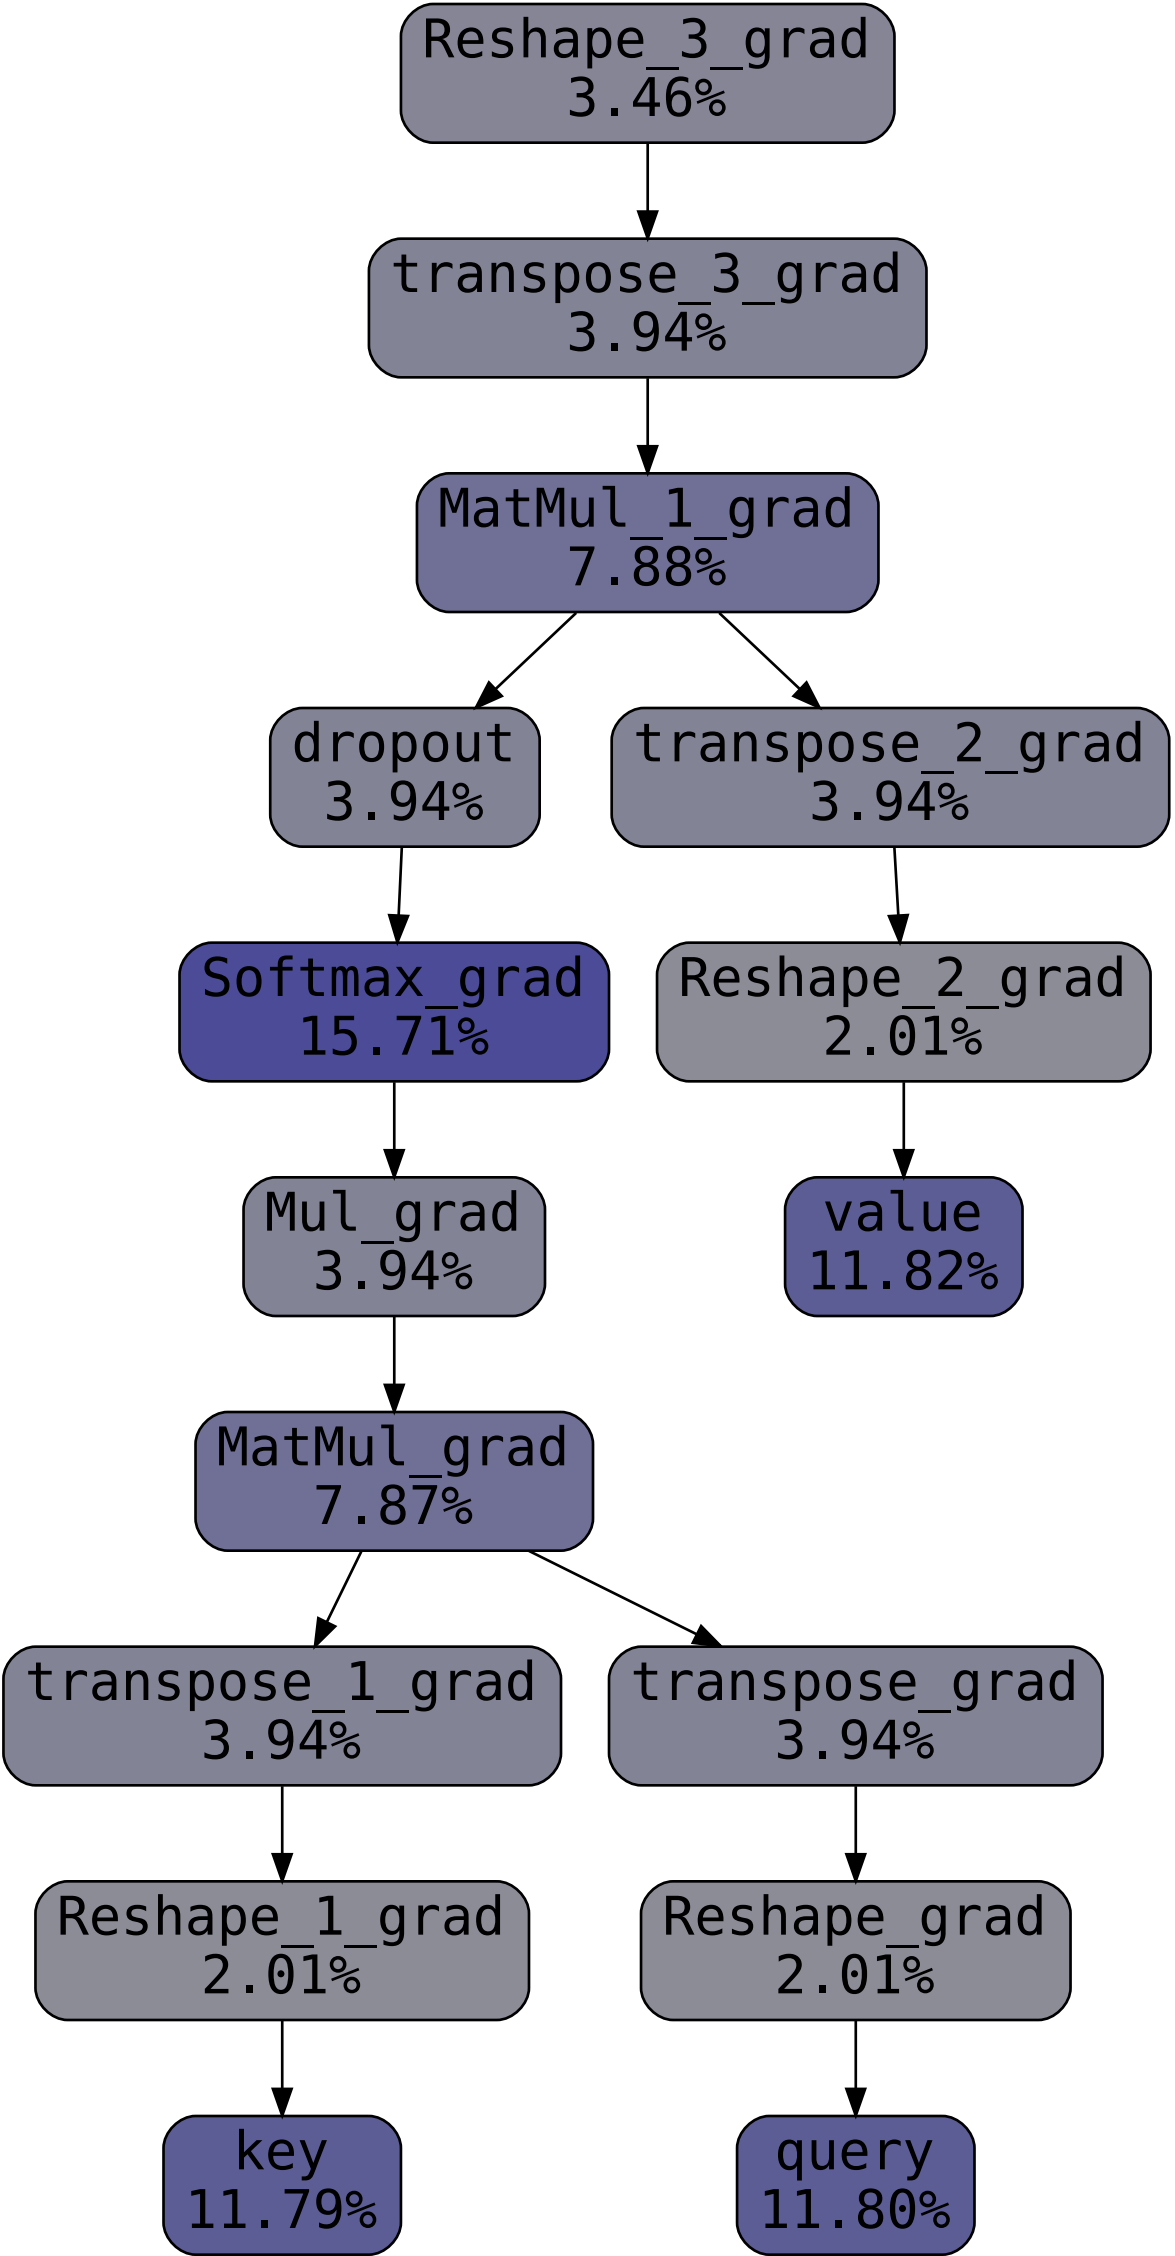 Reshape_3_grad
3.46%
transpose_3_grad
3.94%
MatMul_1_grad
7.88%
dropout
3.94%
transpose_2_grad
3.94%
Softmax_grad
15.71%
Reshape_2_grad
2.01%
Mul_grad
3.94%
value
11.82%
MatMul_grad
7.87%
transpose_1_grad
3.94%
transpose_grad
3.94%
Reshape_1_grad
2.01%
Reshape_grad
2.01%
key
11.79%
query
11.80%